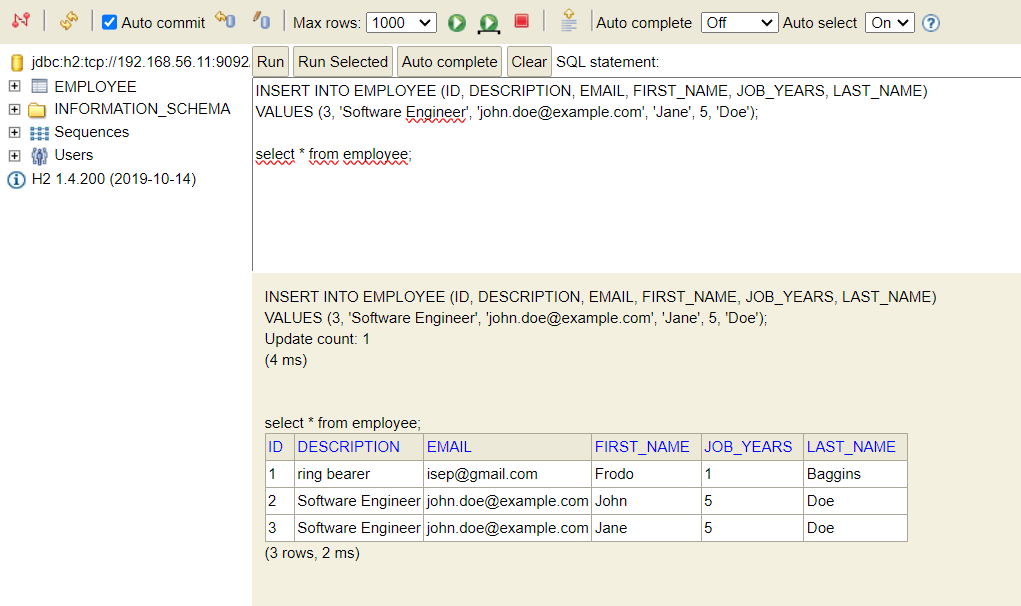 Auto commit Max rows: 1000 Auto complete Off Auto select On ?
jdbc:h2:tcp://192.168.56.11:9092
EMPLOYEE
INFORMATION_SCHEMA
Sequences
Users
H2 1.4.200 (2019-10-14)
Run Run Selected Auto complete Clear SQL statement:
INSERT INTO EMPLOYEE (ID, DESCRIPTION, EMAIL, FIRST_NAME, JOB_YEARS, LAST_NAME)
VALUES (3, 'Software Engineer', 'john.doe@example.com', 'Jane', 5, 'Doe');
select * from employee;
INSERT INTO EMPLOYEE (ID, DESCRIPTION, EMAIL, FIRST_NAME, JOB_YEARS, LAST_NAME)
VALUES (3, 'Software Engineer', 'john.doe@example.com', 'Jane', 5, 'Doe');
Update count: 1
(4 ms)
select * from employee;
ID DESCRIPTION EMAIL FIRST_NAME JOB_YEARS LAST_NAME
1 ring bearer isep@gmail.com Frodo 1 Baggins
2 Software Engineer john.doe@example.com John 5 Doe
3 Software Engineer john.doe@example.com Jane 5 Doe
(3 rows, 2 ms)